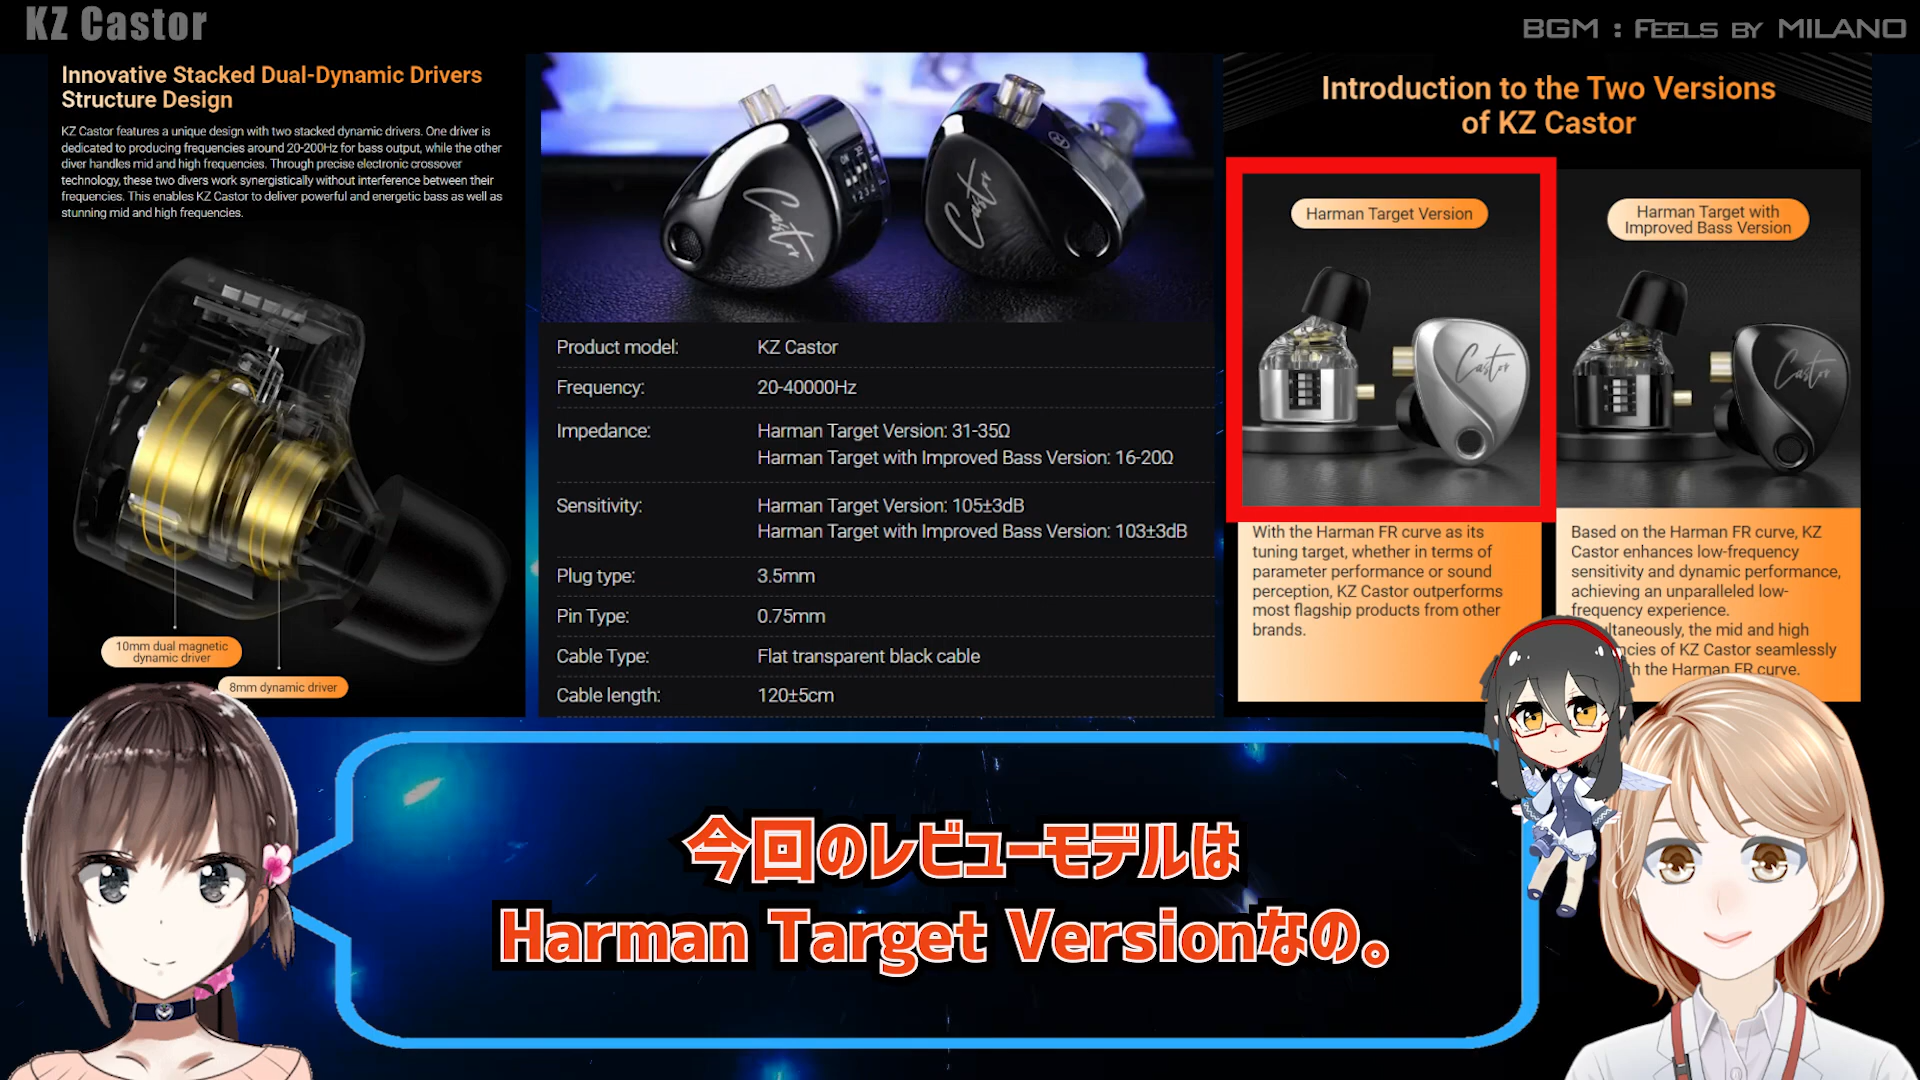 KZ Castor
BGM : FEELS BY MILANO
Innovative Stacked Dual-Dynamic Drivers
Structure Design
KZ Castor features a unique design with two stacked dynamic drivers. One driver is
dedicated to producing frequencies around 20-200Hz for bass output, while the other
diver handles mid and high frequencies. Through precise electronic crossover
technology, these two divers work synergistically without interference between their
frequencies. This enables KZ Castor to deliver powerful and energetic bass as well as
stunning mid and high frequencies.
10mm dual magnetic
dynamic driver
8mm dynamic driver
Castor
Castor
Product model: KZ Castor
Frequency: 20-40000Hz
Impedance: Harman Target Version: 31-35Ω
Harman Target with Improved Bass Version: 16-20Ω
Sensitivity: Harman Target Version: 105±3dB
Harman Target with Improved Bass Version: 103±3dB
Plug type: 3.5mm
Pin Type: 0.75mm
Cable Type: Flat transparent black cable
Cable length: 120±5cm
Introduction to the Two Versions
of KZ Castor
Harman Target Version
Castor
With the Harman FR curve as its
tuning target, whether in terms of
parameter performance or sound
perception, KZ Castor outperforms
most flagship products from other
brands.
Harman Target with
Improved Bass Version
Castor
Based on the Harman FR curve, KZ
Castor enhances low-frequency
sensitivity and dynamic performance,
achieving an unparalleled low-
frequency experience.
the mid and high
of KZ Castor seamlessly
the Harman FR curve.
今回のレビューモデルは
Harman Target Versionなの。